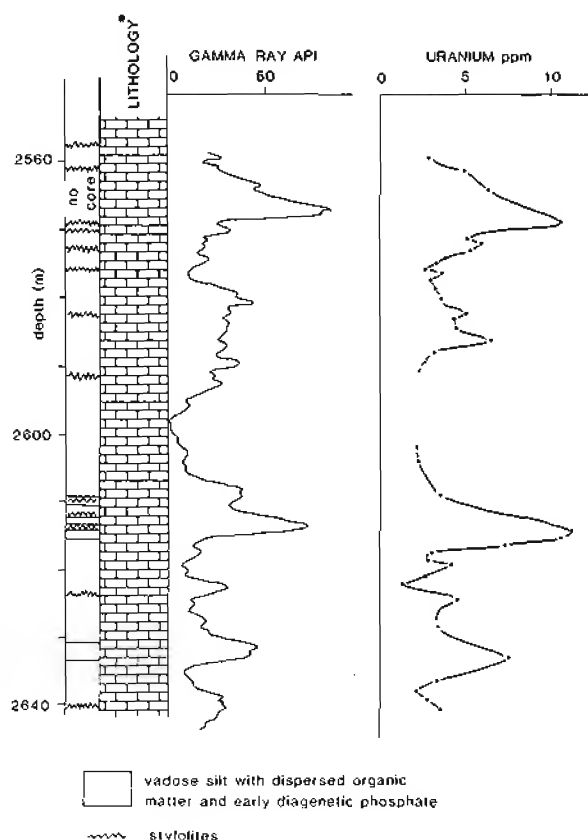 LITHOLOGY*
GAMMA RAY API
0 60
URANIUM ppm
0 5 10
depth (m)
2560
no core
2600
2640
vadose silt with dispersed organic
matter and early diagenetic phosphate
stylolites